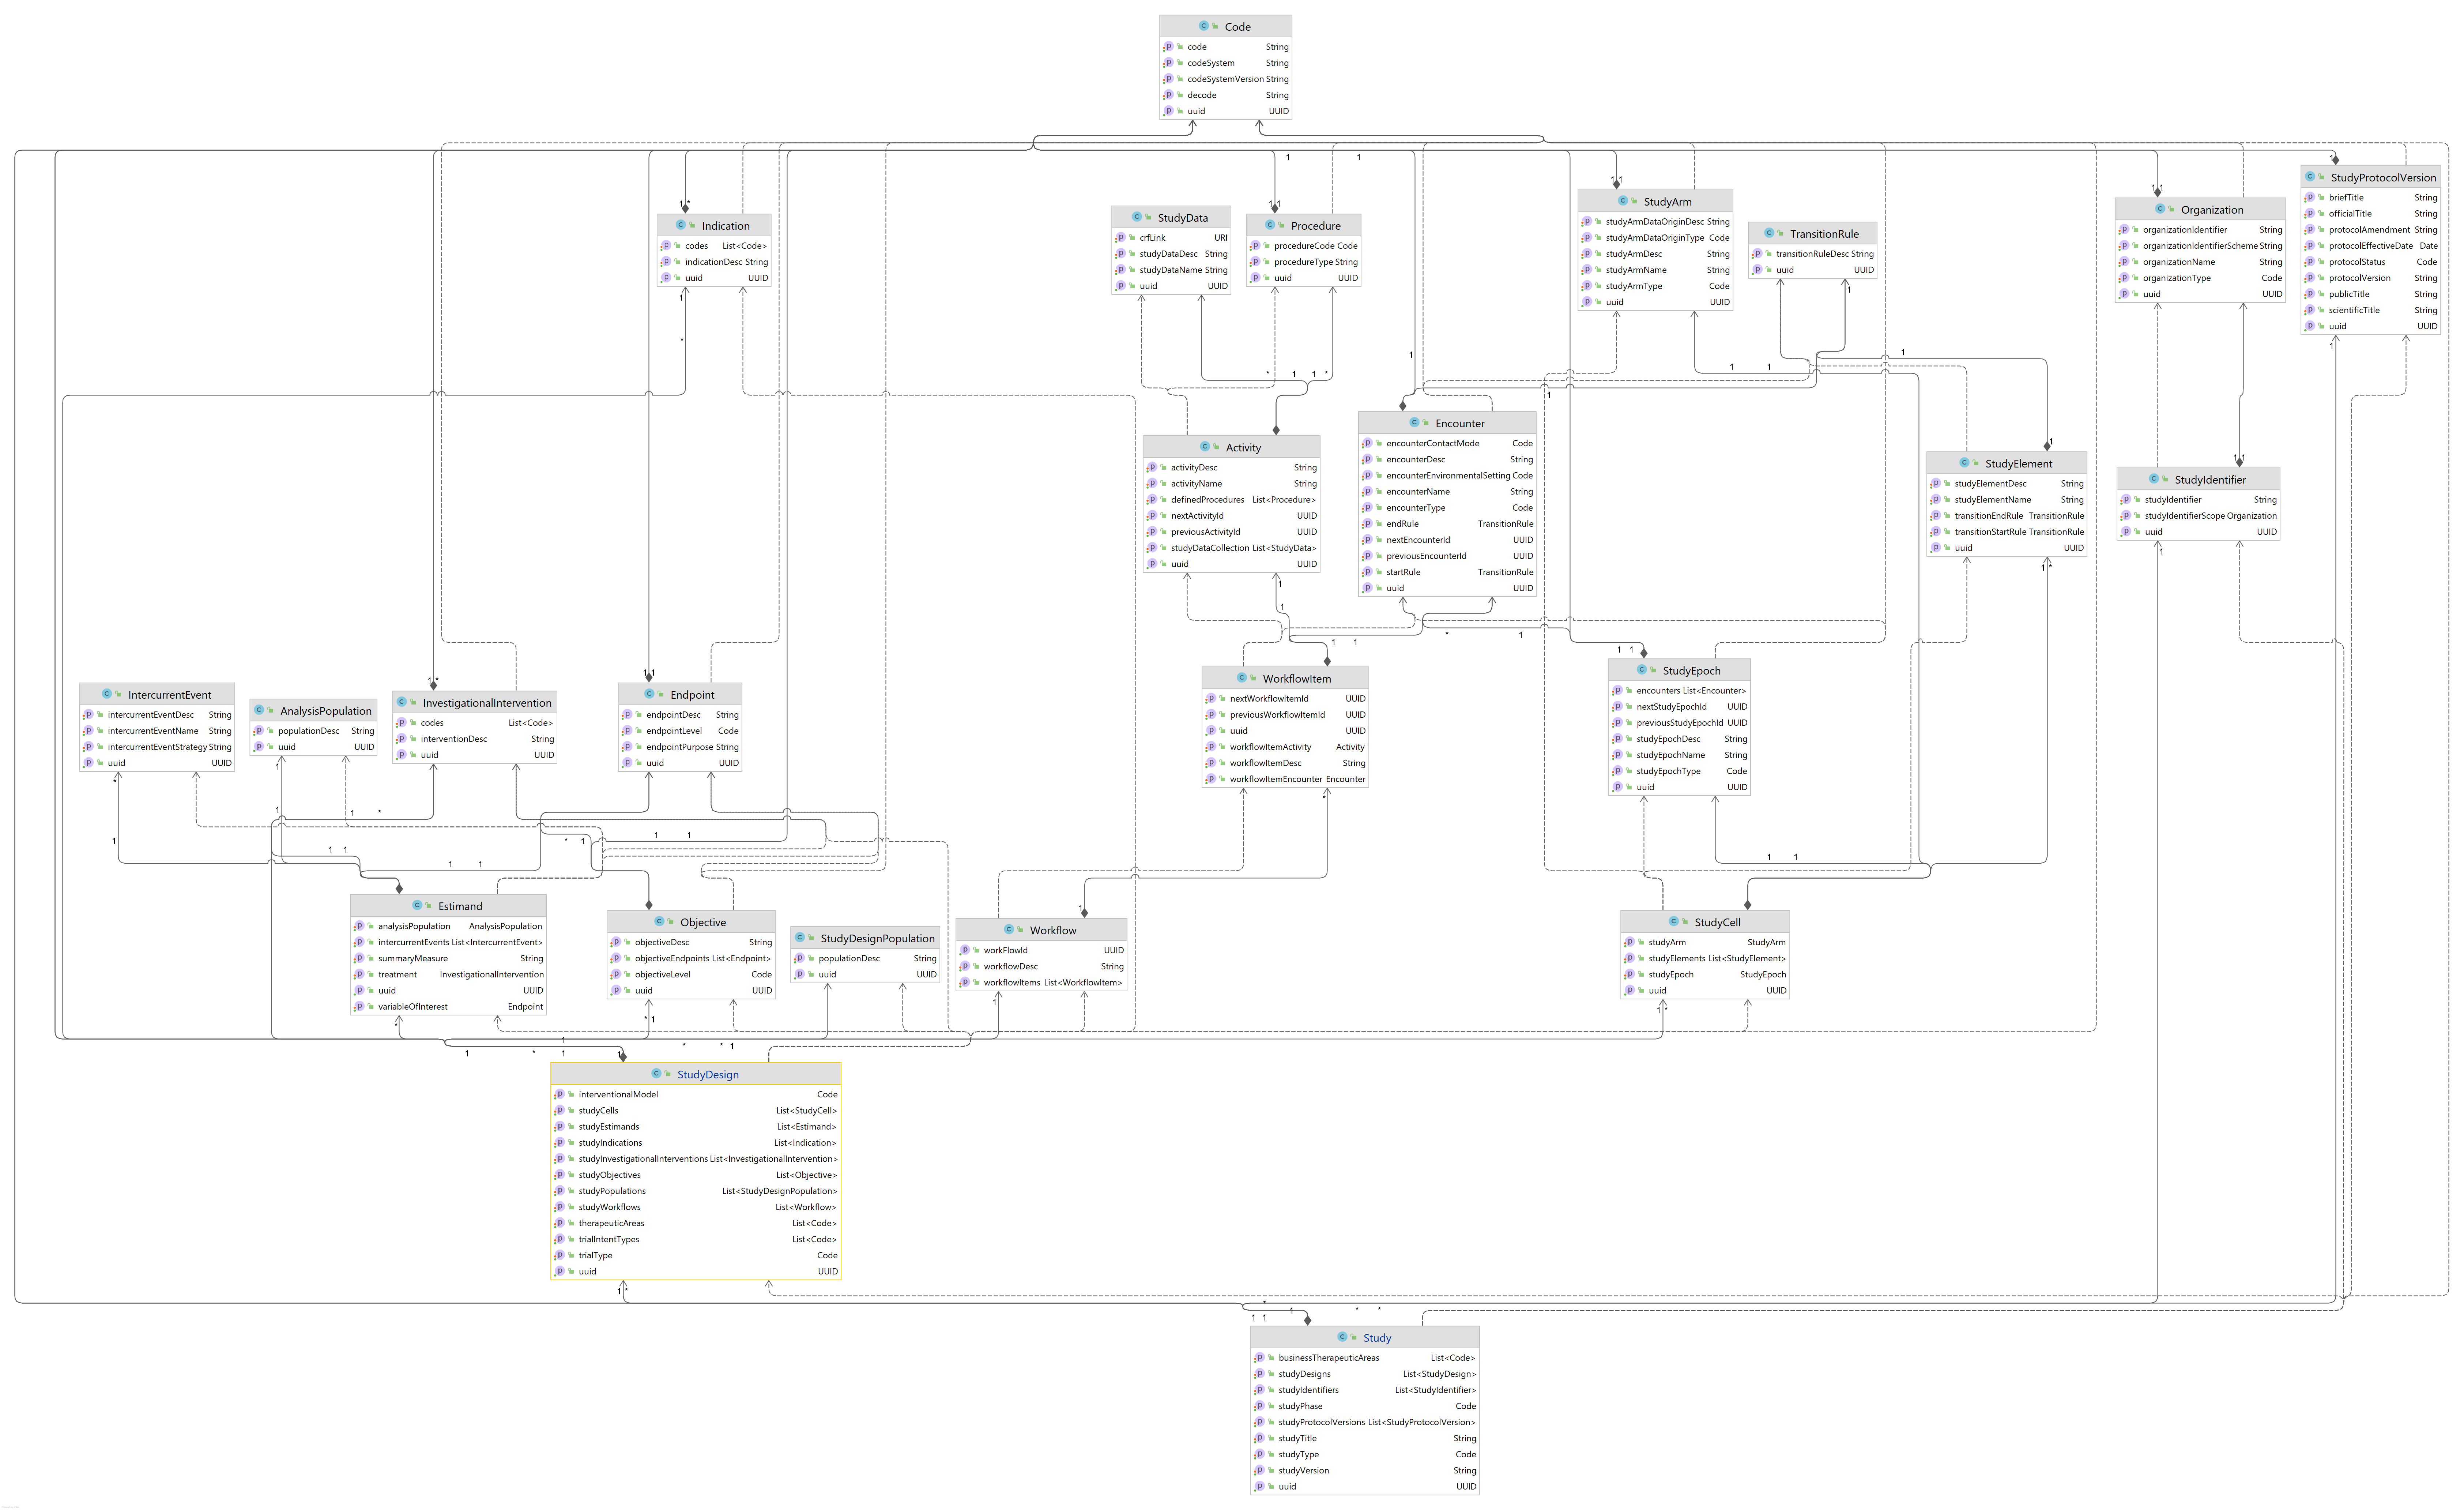 Code
code String
codeSystem String
codeSystemVersion String
decode String
uuid UUID
Indication
codes List<Code>
indicationDesc String
uuid UUID
StudyData
crfLink URI
studyDataDesc String
studyDataName String
uuid UUID
Procedure
procedureCode Code
procedureType String
uuid UUID
StudyArm
studyArmDataOriginDesc String
studyArmDataOriginType Code
studyArmDesc String
studyArmName String
studyArmType Code
uuid UUID
TransitionRule
transitionRuleDesc String
uuid UUID
Organization
organizationIdentifier String
organizationIdentifierScheme String
organizationName String
organizationType Code
uuid UUID
StudyProtocolVersion
briefTitle String
officialTitle String
protocolAmendment String
protocolEffectiveDate Date
protocolStatus Code
protocolVersion String
publicTitle String
scientificTitle String
uuid UUID
Activity
activityDesc String
activityName String
definedProcedures List<Procedure>
nextActivityId UUID
previousActivityId UUID
studyDataCollection List<StudyData>
uuid UUID
Encounter
encounterContactMode Code
encounterDesc String
encounterEnvironmentalSetting Code
encounterName String
encounterType Code
endRule TransitionRule
nextEncounterId UUID
previousEncounterId UUID
startRule TransitionRule
uuid UUID
StudyElement
studyElementDesc String
studyElementName String
transitionEndRule TransitionRule
transitionStartRule TransitionRule
uuid UUID
StudyIdentifier
studyIdentifier String
studyIdentifierScope Organization
uuid UUID
IntercurrentEvent
intercurrentEventDesc String
intercurrentEventName String
intercurrentEventStrategy String
uuid UUID
AnalysisPopulation
populationDesc String
uuid UUID
InvestigationalIntervention
codes List<Code>
interventionDesc String
uuid UUID
Endpoint
endpointDesc String
endpointLevel Code
endpointPurpose String
uuid UUID
WorkflowItem
nextWorkflowItemId UUID
previousWorkflowItemId UUID
uuid UUID
workflowItemActivity Activity
workflowItemDesc String
workflowItemEncounter Encounter
StudyEpoch
encounters List<Encounter>
nextStudyEpochId UUID
previousStudyEpochId UUID
studyEpochDesc String
studyEpochName String
studyEpochType Code
uuid UUID
Estimand
analysisPopulation AnalysisPopulation
intercurrentEvents List<IntercurrentEvent>
summaryMeasure String
treatment InvestigationalIntervention
uuid UUID
variableOfInterest Endpoint
Objective
objectiveDesc String
objectiveEndpoints List<Endpoint>
objectiveLevel Code
uuid UUID
StudyDesignPopulation
populationDesc String
uuid UUID
Workflow
workFlowId UUID
workflowDesc String
workflowItems List<WorkflowItem>
StudyCell
studyArm StudyArm
studyElements List<StudyElement>
studyEpoch StudyEpoch
uuid UUID
StudyDesign
interventionalModel Code
studyCells List<StudyCell>
studyEstimands List<Estimand>
studyIndications List<Indication>
studyInvestigationalInterventions List<InvestigationalIntervention>
studyObjectives List<Objective>
studyPopulations List<StudyDesignPopulation>
studyWorkflows List<Workflow>
therapeuticAreas List<Code>
trialIntentTypes List<Code>
trialType Code
uuid UUID
Study
businessTherapeuticAreas List<Code>
studyDesigns List<StudyDesign>
studyIdentifiers List<StudyIdentifier>
studyPhase Code
studyProtocolVersions List<StudyProtocolVersion>
studyTitle String
studyType Code
studyVersion String
uuid UUID